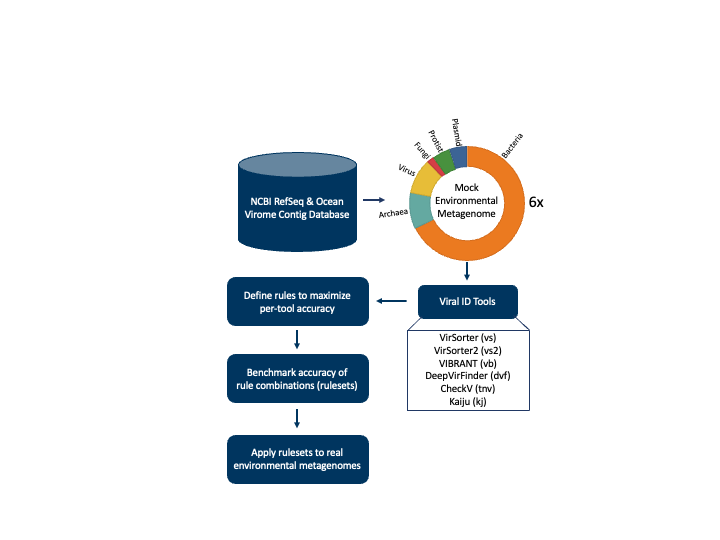 NCBI RefSeq & Ocean
Virome Contig Database
Plasmid
Protist
Fungi
Virus
Archaea
Bacteria
Mock
Environmental
Metagenome
6x
Viral ID Tools
VirSorter (vs)
VirSorter2 (vs2)
VIBRANT (vb)
DeepVirFinder (dvf)
CheckV (tnv)
Kaiju (kj)
Define rules to maximize
per-tool accuracy
Benchmark accuracy of
rule combinations (rulesets)
Apply rulesets to real
environmental metagenomes